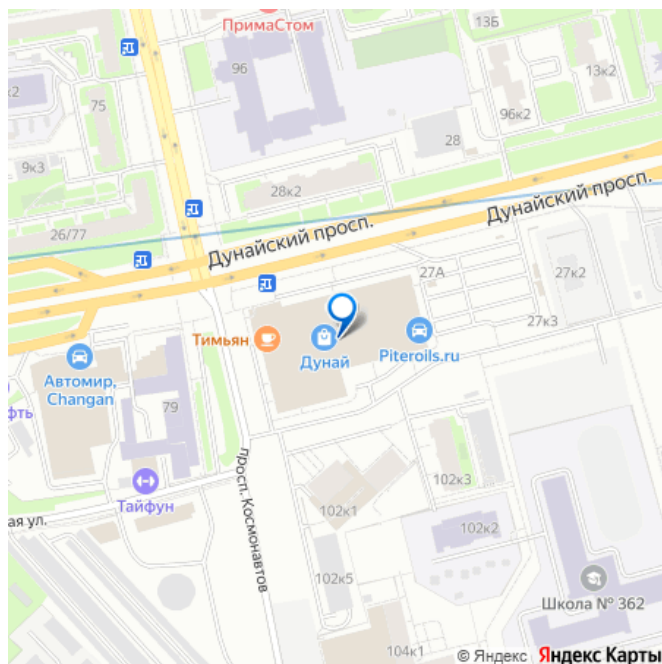 13Б
ПримаСтом
96
13к2
к2
75
96к2
28
9к3
28к2
26/77
Дунайский просп.
Дунайский просп.
27А
27к2
27к3
Тимьян
Дунай
Piteroils.ru
Автомир,
Changan
фть
79
просп. Космонавтов
Тайфун
ая ул.
102к3
102к1
102к2
102к5
Школа № 362
104к1
© Яндекс Яндекс Карты